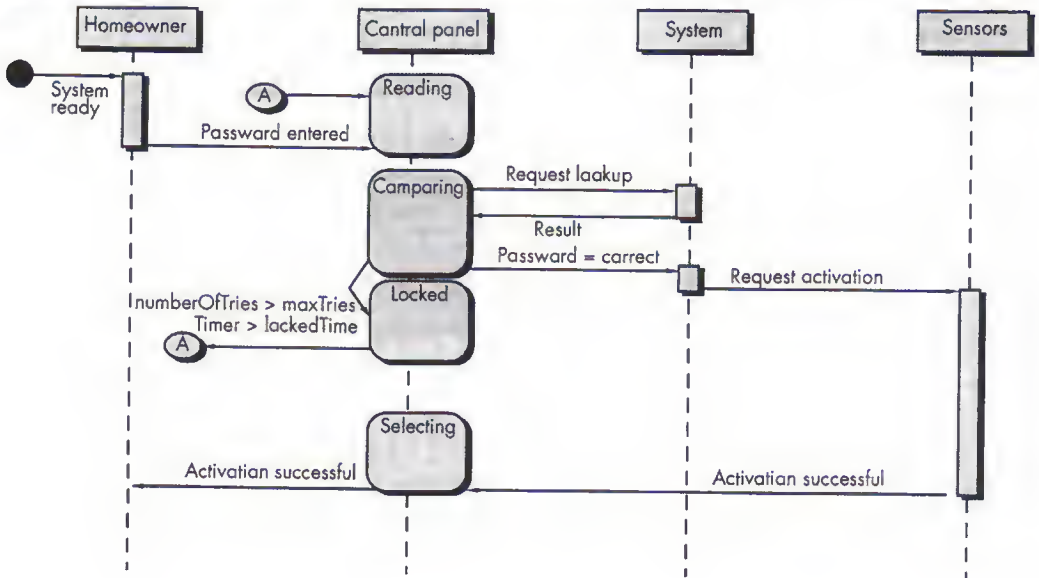 Homeowner
Cantral panel
System
Sensors
System
ready
A
Reading
Passward entered
Camparing
Request laakup
Result
Password = carrect
Request activation
numberOfTries > maxTries
Locked
Timer > lackedTime
A
Selecting
Activatian successful
Activatian successful